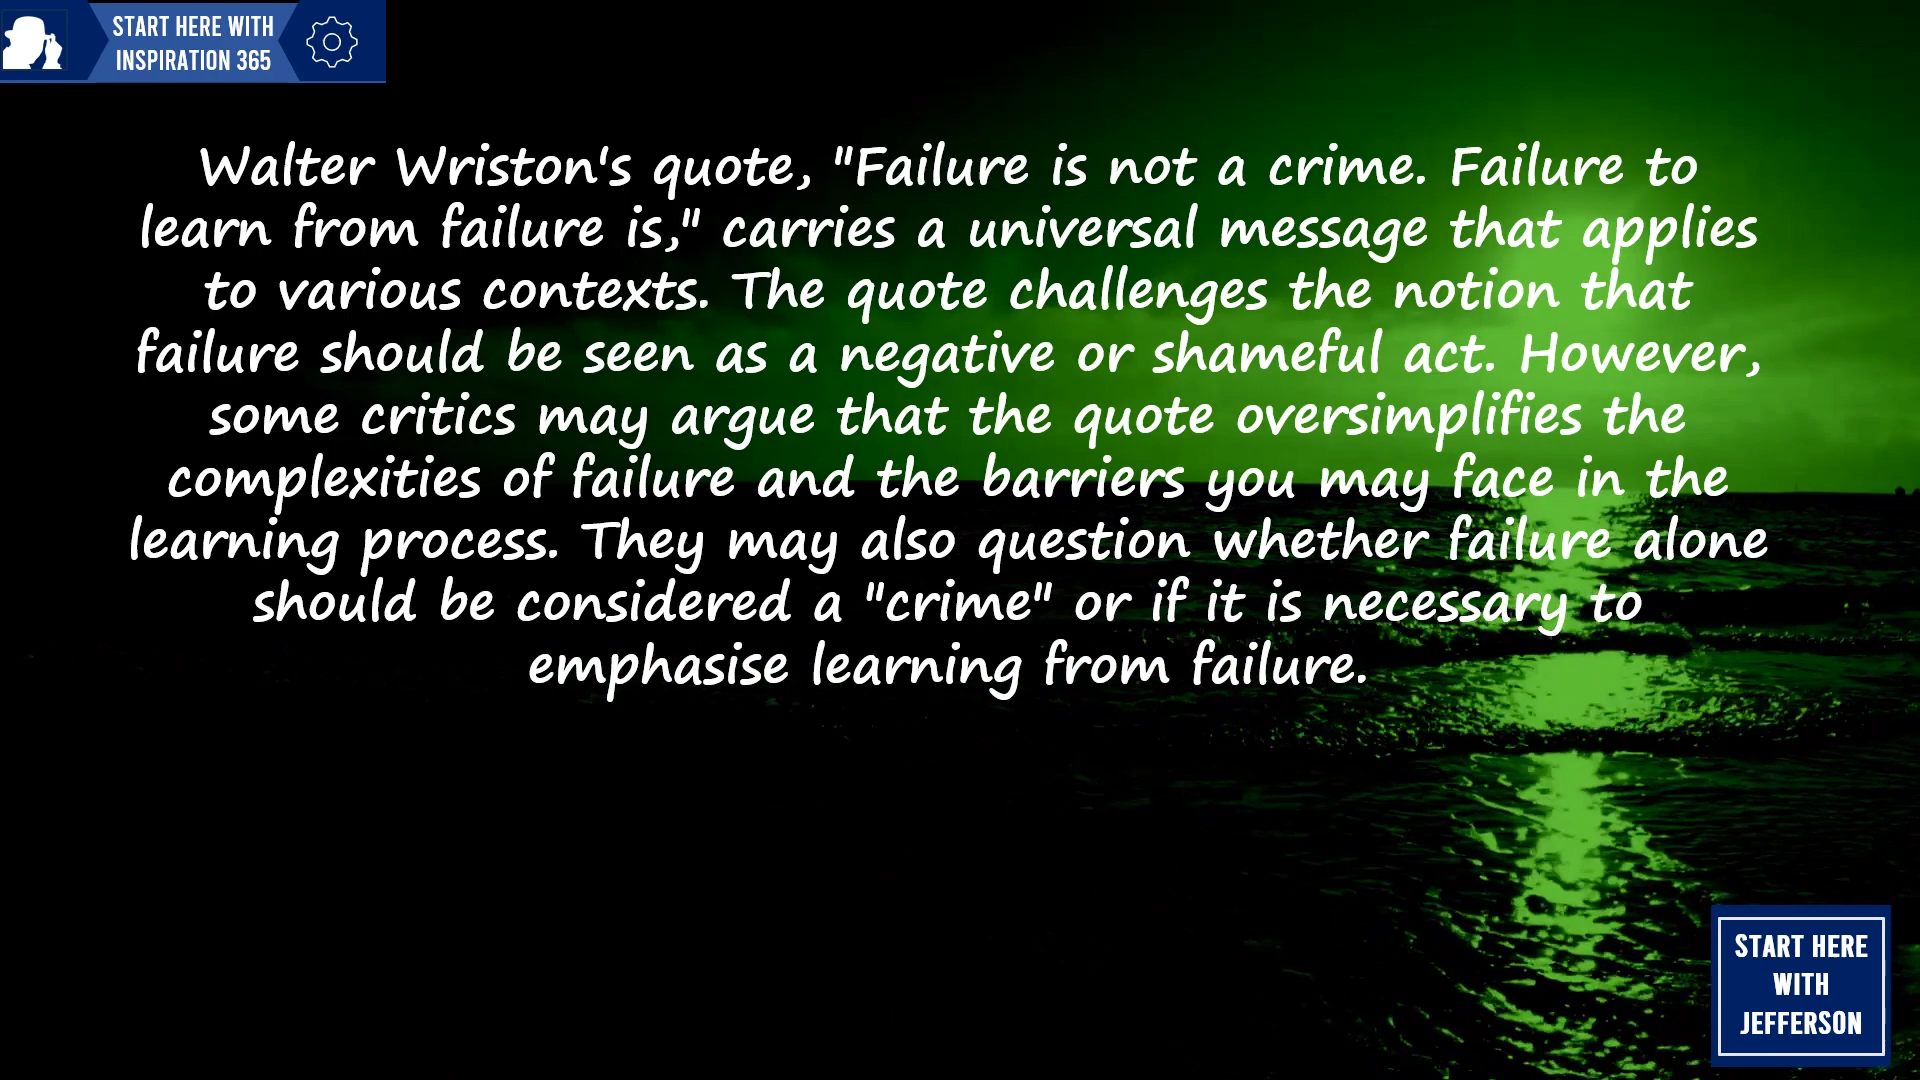 START HERE WITH
INSPIRATION 365
Walter Wriston's quote, "Failure is not a crime. Failure to
learn from failure is," carries a universal message that applies
to various contexts. The quote challenges the notion that
failure should be seen as a negative or shameful act. However,
some critics may argue that the quote oversimplifies the
complexities of failure and the barriers you may face in the
learning process. They may also question whether failure alone
should be considered a "crime" or if it is necessary to
emphasise learning from failure.
START HERE
WITH
JEFFERSON